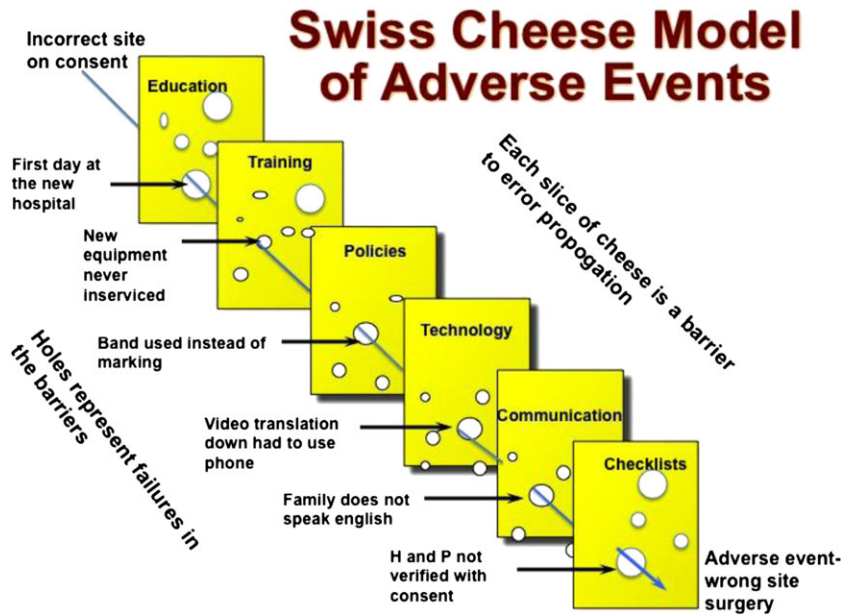 Swiss Cheese Model
of Adverse Events
Incorrect site
on consent
Education
First day at
the new
hospital
Training
New
equipment
never
inserviced
Policies
Band used instead of
marking
Technology
Video translation
down had to use
phone
Communication
Family does not
speak english
Checklists
H and P not
verified with
consent
Adverse event-
wrong site
surgery
Each slice of cheese is a barrier
to error propogation
Holes represent failures in
the barriers